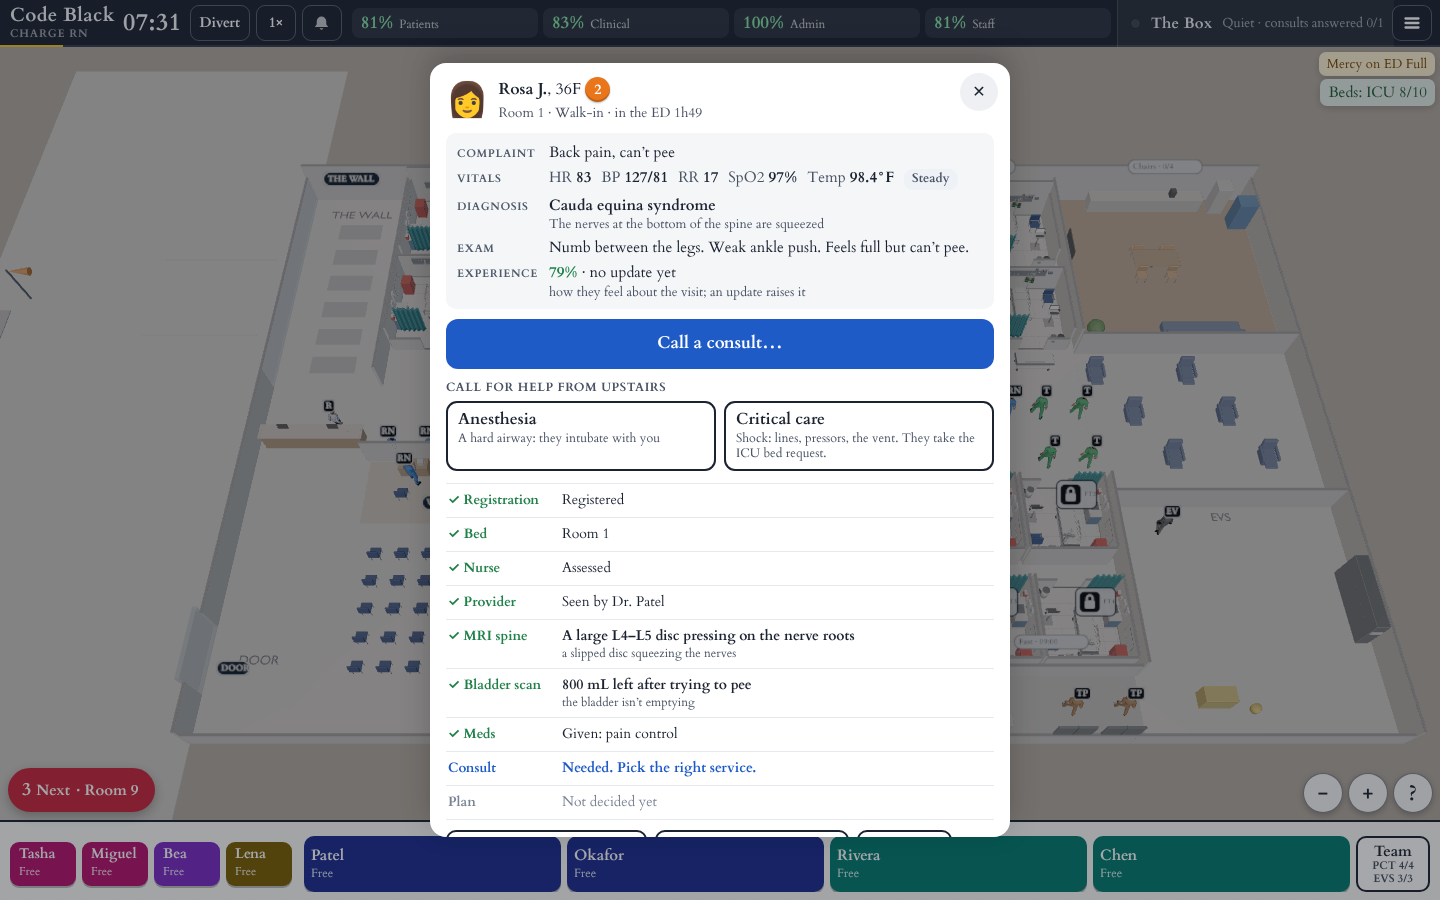 Code Black
CHARGE RN
07:31
Divert
1×
81% Patients
83% Clinical
100% Admin
81% Staff
The Box Quiet · consults answered 0/1
Mercy on ED Full
Beds: ICU 8/10
Rosa J., 36F 2
Room 1 · Walk-in · in the ED 1h49
×
COMPLAINT Back pain, can't pee
VITALS HR 83 BP 127/81 RR 17 SpO2 97% Temp 98.4°F Steady
DIAGNOSIS Cauda equina syndrome
The nerves at the bottom of the spine are squeezed
EXAM Numb between the legs. Weak ankle push. Feels full but can't pee.
EXPERIENCE 79% · no update yet
how they feel about the visit; an update raises it
Call a consult…
CALL FOR HELP FROM UPSTAIRS
Anesthesia
A hard airway: they intubate with you
Critical care
Shock: lines, pressors, the vent. They take the
ICU bed request.
✓ Registration Registered
✓ Bed Room 1
✓ Nurse Assessed
✓ Provider Seen by Dr. Patel
✓ MRI spine A large L4–L5 disc pressing on the nerve roots
a slipped disc squeezing the nerves
✓ Bladder scan 800 mL left after trying to pee
the bladder isn't emptying
✓ Meds Given: pain control
Consult Needed. Pick the right service.
Plan Not decided yet
THE WALL
THE WALL
R
RN
RN
RN
DOOR
DOOR
Chairs · 0/4
T
T
T
T
EV
EVS
TP
TP
3 Next · Room 9
−
+
?
Tasha
Free
Miguel
Free
Bea
Free
Lena
Free
Patel
Free
Okafor
Free
Rivera
Free
Chen
Free
Team
PCT 4/4
EVS 3/3